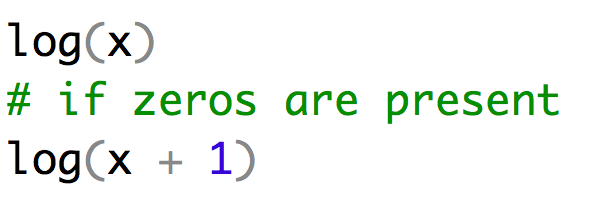 log(x)
# if zeros are present
log(x + 1)